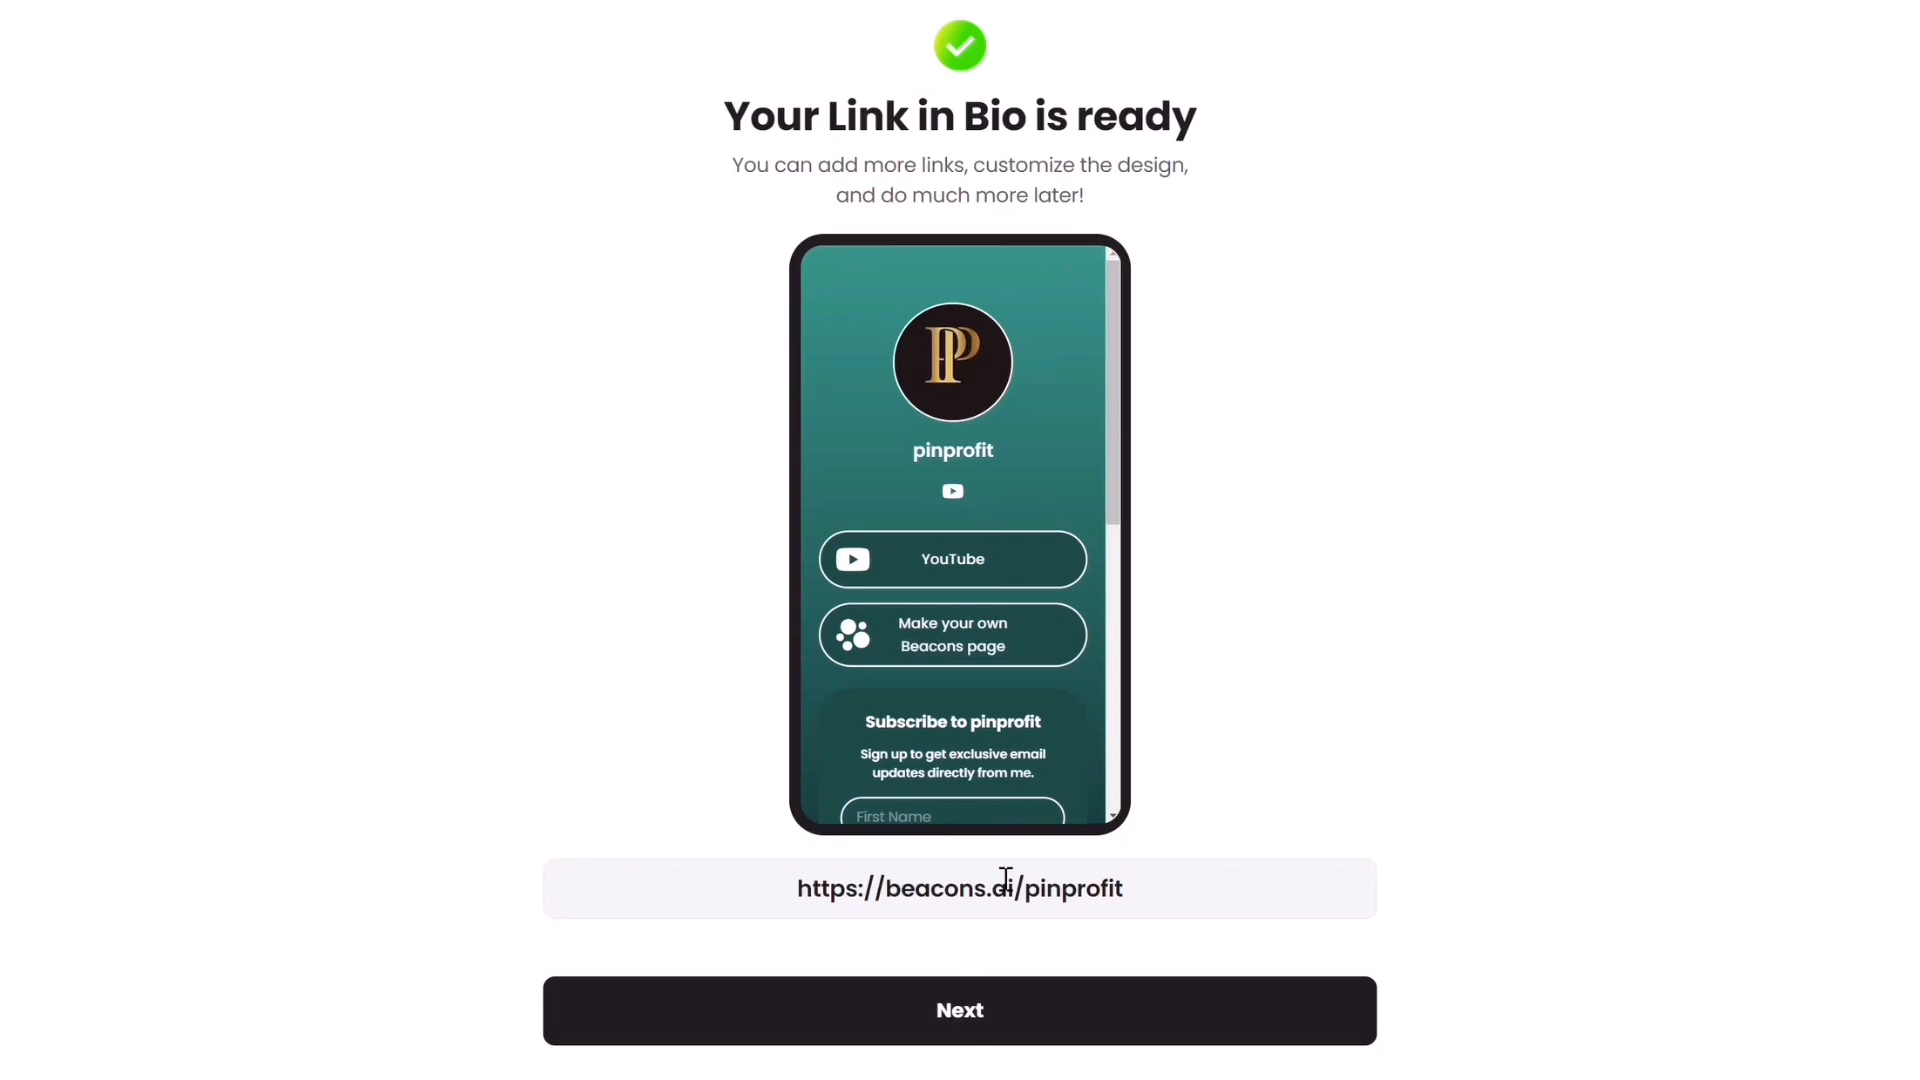 Your Link in Bio is ready
You can add more links, customize the design,
and do much more later!
PP
pinprofit
YouTube
Make your own
Beacons page
Subscribe to pinprofit
Sign up to get exclusive email
updates directly from me.
First Name
https://beacons.ai/pinprofit
Next